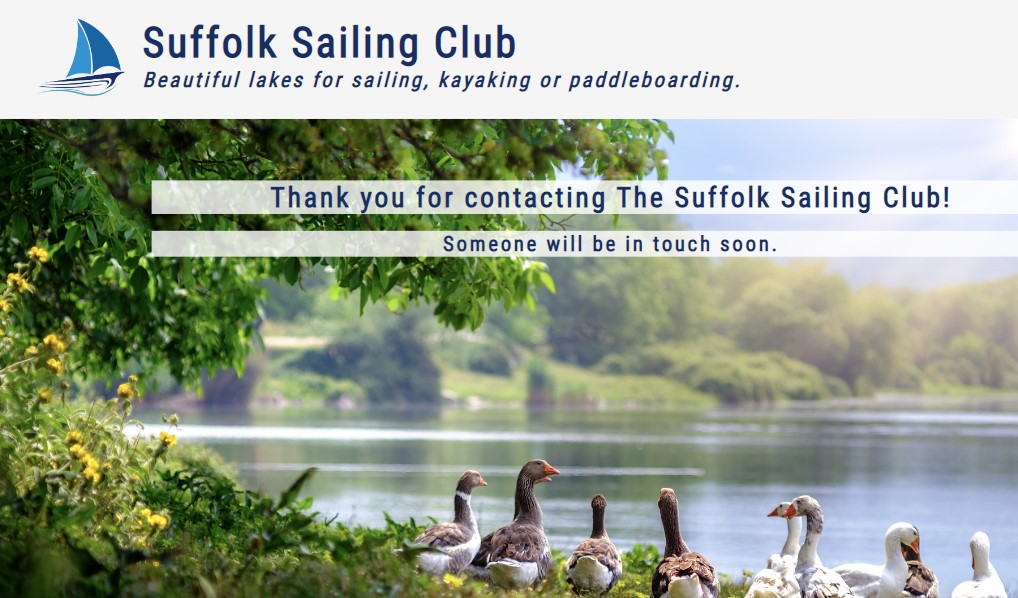 Suffolk Sailing Club
Beautiful lakes for sailing, kayaking or paddleboarding.
Thank you for contacting The Suffolk Sailing Club!
Someone will be in touch soon.